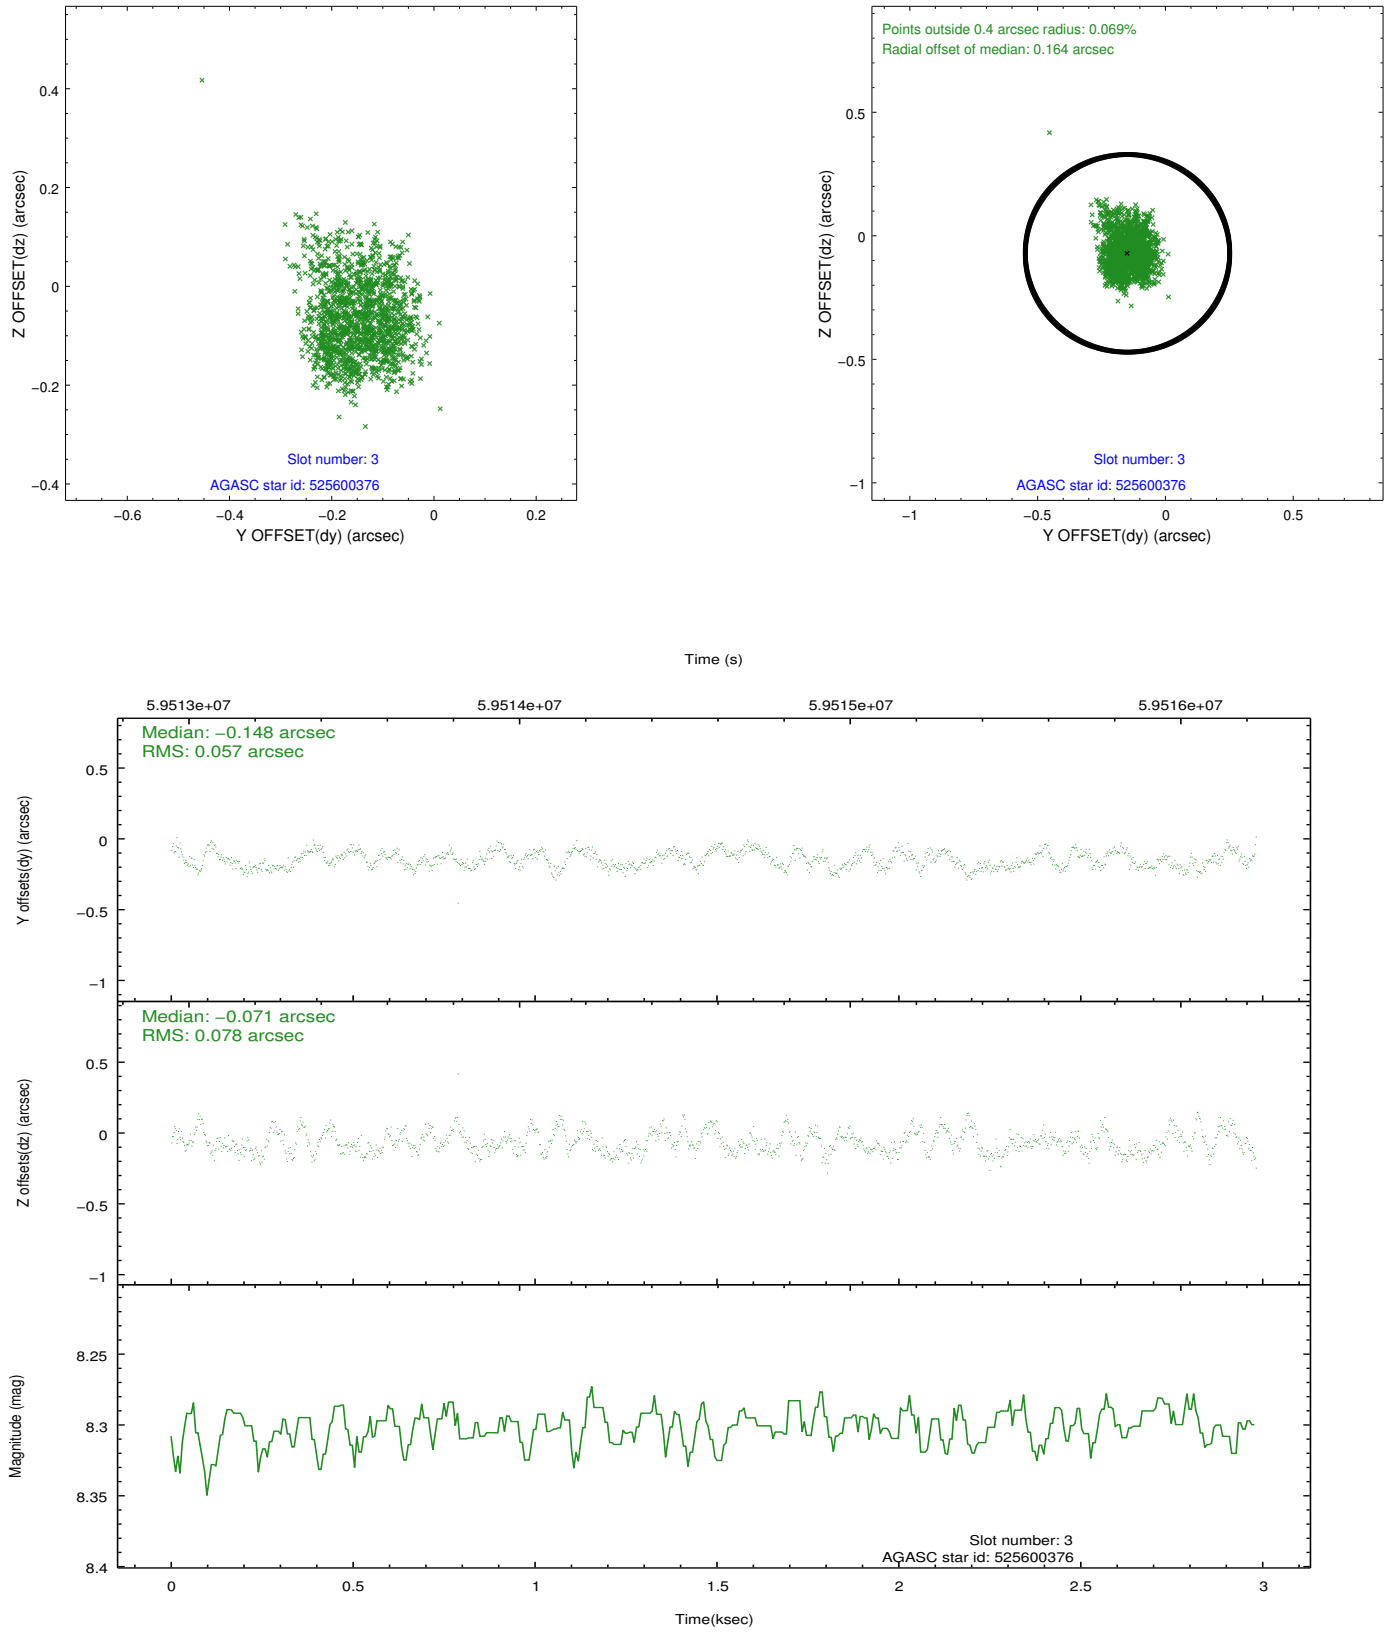 0.4
0.2
0
−0.2
−0.4
Z OFFSET(dz) (arcsec)
Slot number: 3
AGASC star id: 525600376
−0.6 −0.4 −0.2 0 0.2
Y OFFSET(dy) (arcsec)
Points outside 0.4 arcsec radius: 0.069%
Radial offset of median: 0.164 arcsec
0.5
0
−0.5
−1
Z OFFSET(dz) (arcsec)
Slot number: 3
AGASC star id: 525600376
−1 −0.5 0 0.5
Y OFFSET(dy) (arcsec)
Time (s)
5.9513e+07 5.9514e+07 5.9515e+07 5.9516e+07
Median: −0.148 arcsec
RMS: 0.057 arcsec
0.5
0
−0.5
−1
Y offsets(dy) (arcsec)
Median: −0.071 arcsec
RMS: 0.078 arcsec
0.5
0
−0.5
−1
Z offsets(dz) (arcsec)
8.25
8.3
8.35
8.4
Magnitude (mag)
Slot number: 3
AGASC star id: 525600376
0 0.5 1 1.5 2 2.5 3
Time(ksec)